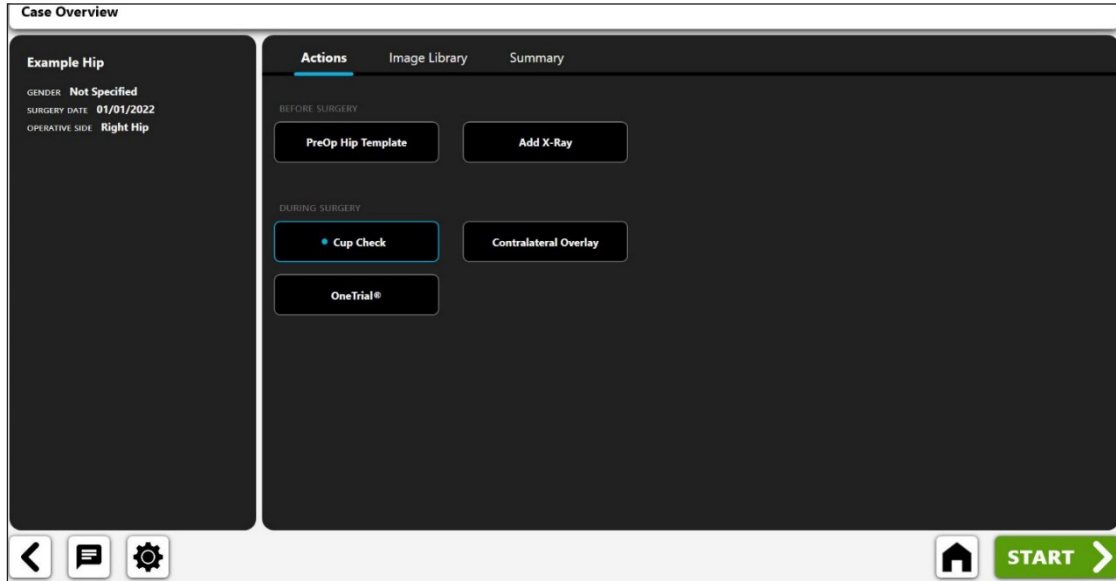 Case Overview
Example Hip
GENDER Not Specified
SURGERY DATE 01/01/2022
OPERATIVE SIDE Right Hip
Actions Image Library Summary
BEFORE SURGERY
PreOp Hip Template Add X-Ray
DURING SURGERY
Cup Check Contralateral Overlay
OneTrial®
START